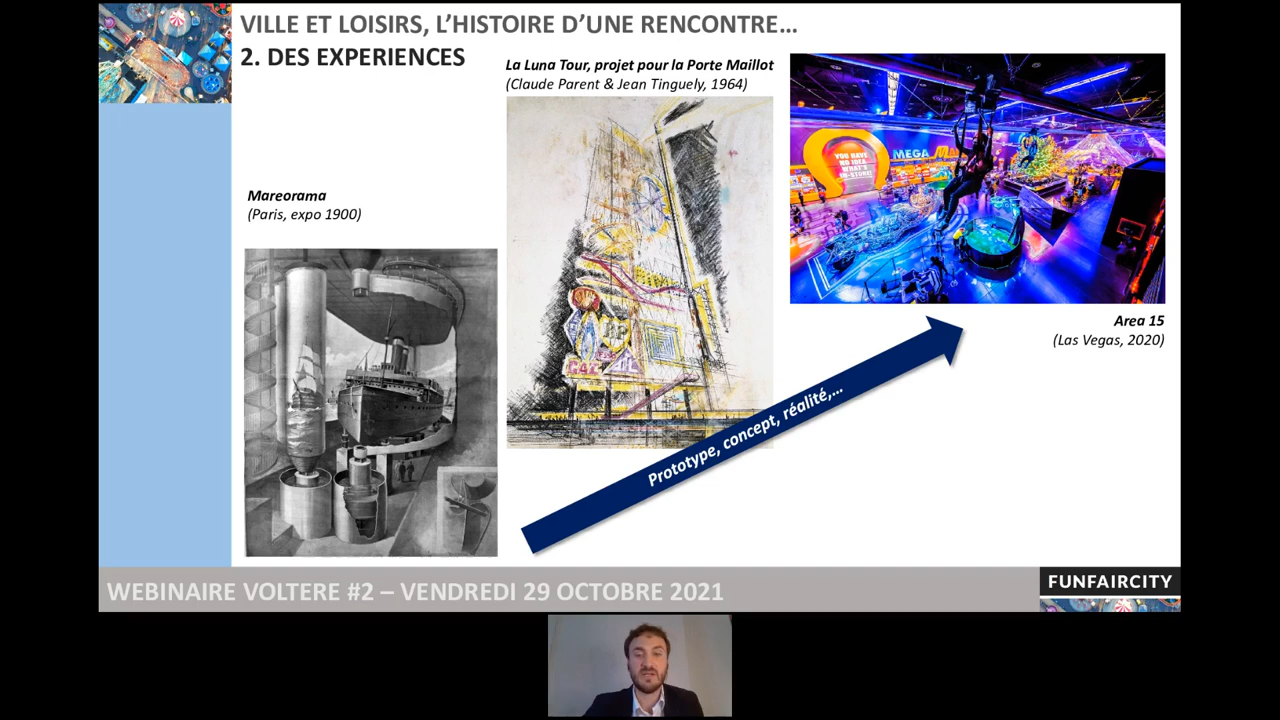 VILLE ET LOISIRS, L'HISTOIRE D'UNE RENCONTRE...
2. DES EXPERIENCES
La Luna Tour, projet pour la Porte Maillot
(Claude Parent & Jean Tinguely, 1964)
Mareorama
(Paris, expo 1900)
YOU HAVE
NO IDEA
WHAT'S
IN-STORE!
MEGA
BP
Area 15
(Las Vegas, 2020)
Prototype, concept, réalité,...
WEBINAIRE VOLTERE #2 – VENDREDI 29 OCTOBRE 2021
FUNFAIRCITY